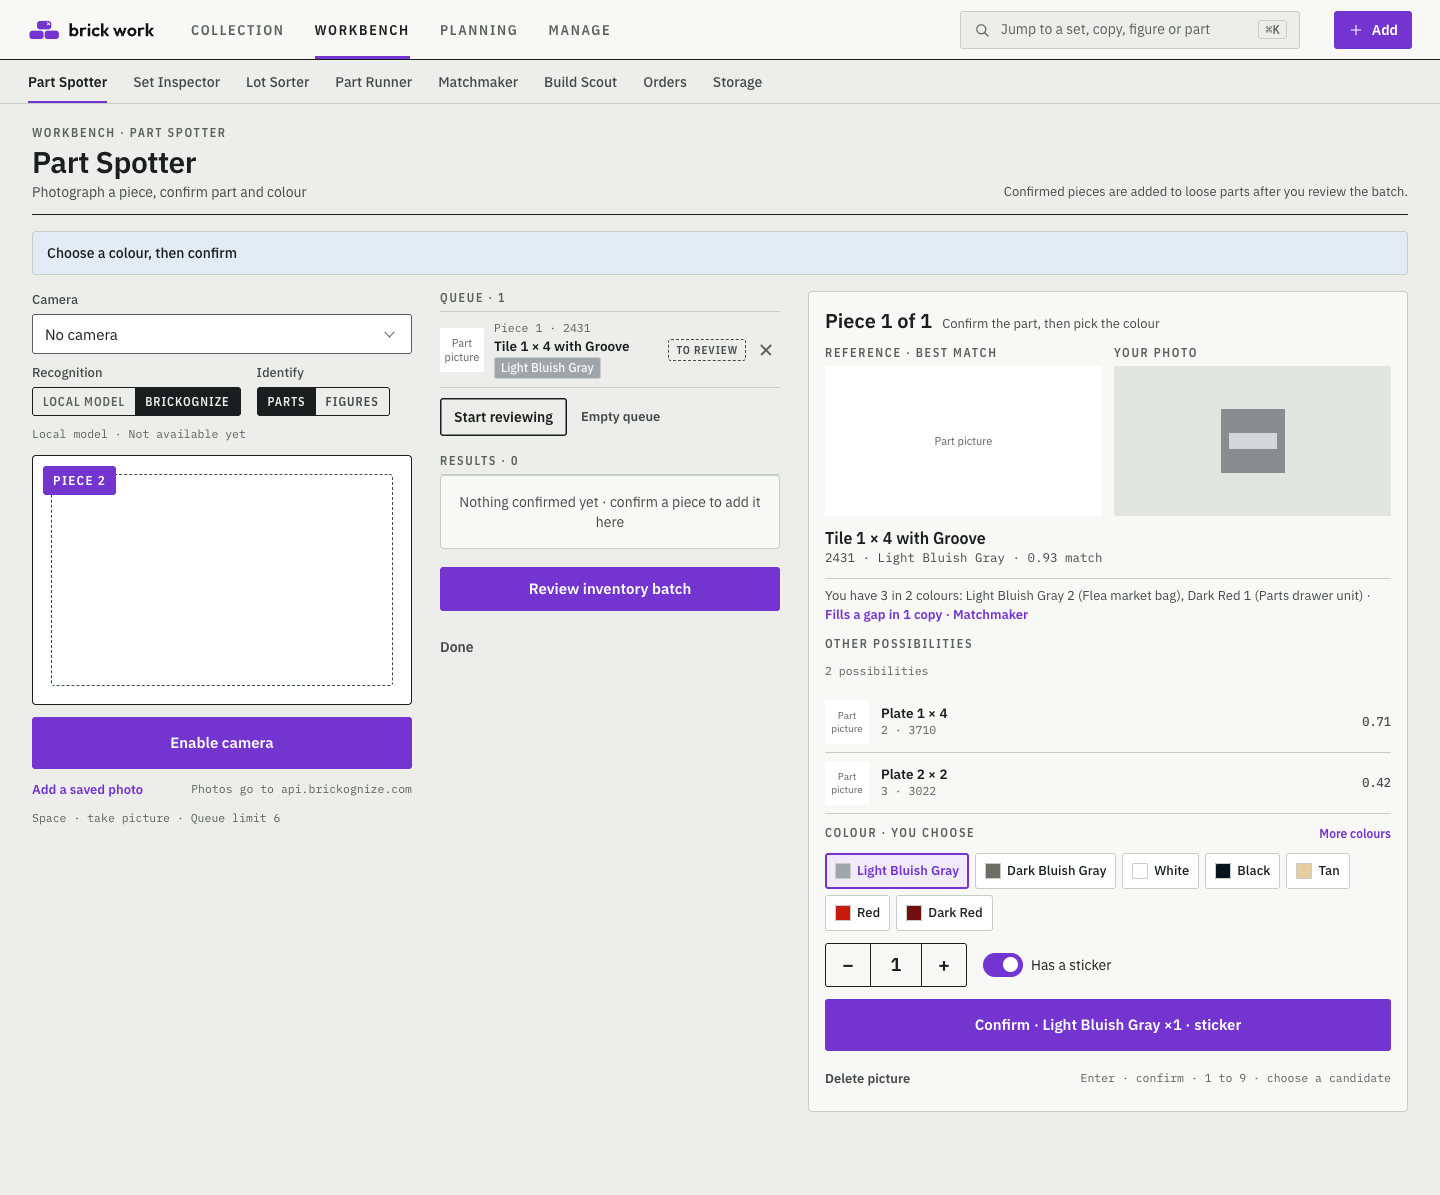 brick work
COLLECTION
WORKBENCH
PLANNING
MANAGE
Jump to a set, copy, figure or part
⌘K
+ Add
Part Spotter
Set Inspector
Lot Sorter
Part Runner
Matchmaker
Build Scout
Orders
Storage
WORKBENCH · PART SPOTTER
Part Spotter
Photograph a piece, confirm part and colour
Confirmed pieces are added to loose parts after you review the batch.
Choose a colour, then confirm
Camera
No camera
Recognition
Identify
LOCAL MODEL
BRICKOGNIZE
PARTS
FIGURES
Local model · Not available yet
PIECE 2
Enable camera
Add a saved photo
Photos go to api.brickognize.com
Space · take picture · Queue limit 6
QUEUE · 1
Part
picture
Piece 1 · 2431
Tile 1 × 4 with Groove
Light Bluish Gray
TO REVIEW
Start reviewing
Empty queue
RESULTS · 0
Nothing confirmed yet · confirm a piece to add it
here
Review inventory batch
Done
Piece 1 of 1
Confirm the part, then pick the colour
REFERENCE · BEST MATCH
YOUR PHOTO
Part picture
Tile 1 × 4 with Groove
2431 · Light Bluish Gray · 0.93 match
You have 3 in 2 colours: Light Bluish Gray 2 (Flea market bag), Dark Red 1 (Parts drawer unit) ·
Fills a gap in 1 copy · Matchmaker
OTHER POSSIBILITIES
2 possibilities
Part
picture
Plate 1 × 4
2 · 3710
0.71
Part
picture
Plate 2 × 2
3 · 3022
0.42
COLOUR · YOU CHOOSE
More colours
Light Bluish Gray
Dark Bluish Gray
White
Black
Tan
Red
Dark Red
− 1 +
Has a sticker
Confirm · Light Bluish Gray ×1 · sticker
Delete picture
Enter · confirm · 1 to 9 · choose a candidate